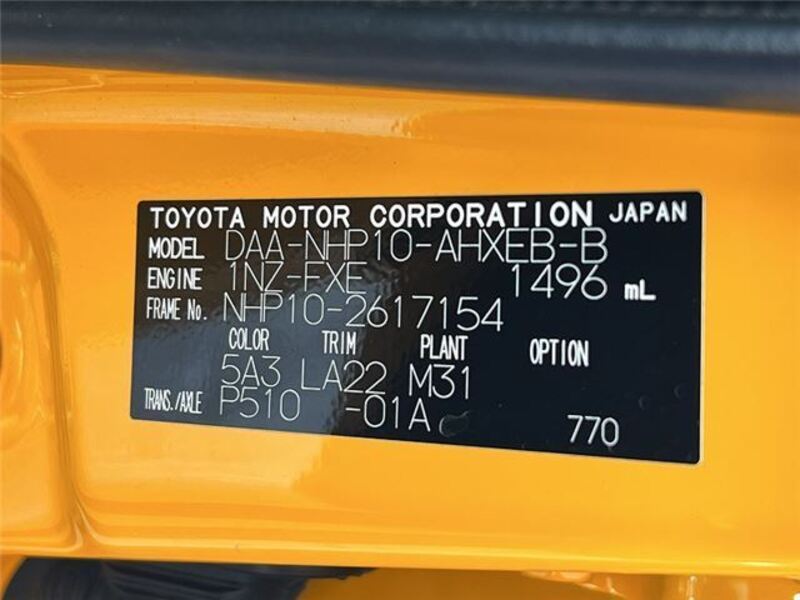 TOYOTA MOTOR CORPORATION JAPAN
MODEL DAA-NHP10-AHXEB-B
ENGINE 1NZ-FXE 1496 mL
FRAME No. NHP10-2617154
COLOR TRIM PLANT OPTION
5A3 LA22 M31
TRANS./AXLE P510 -01A 770